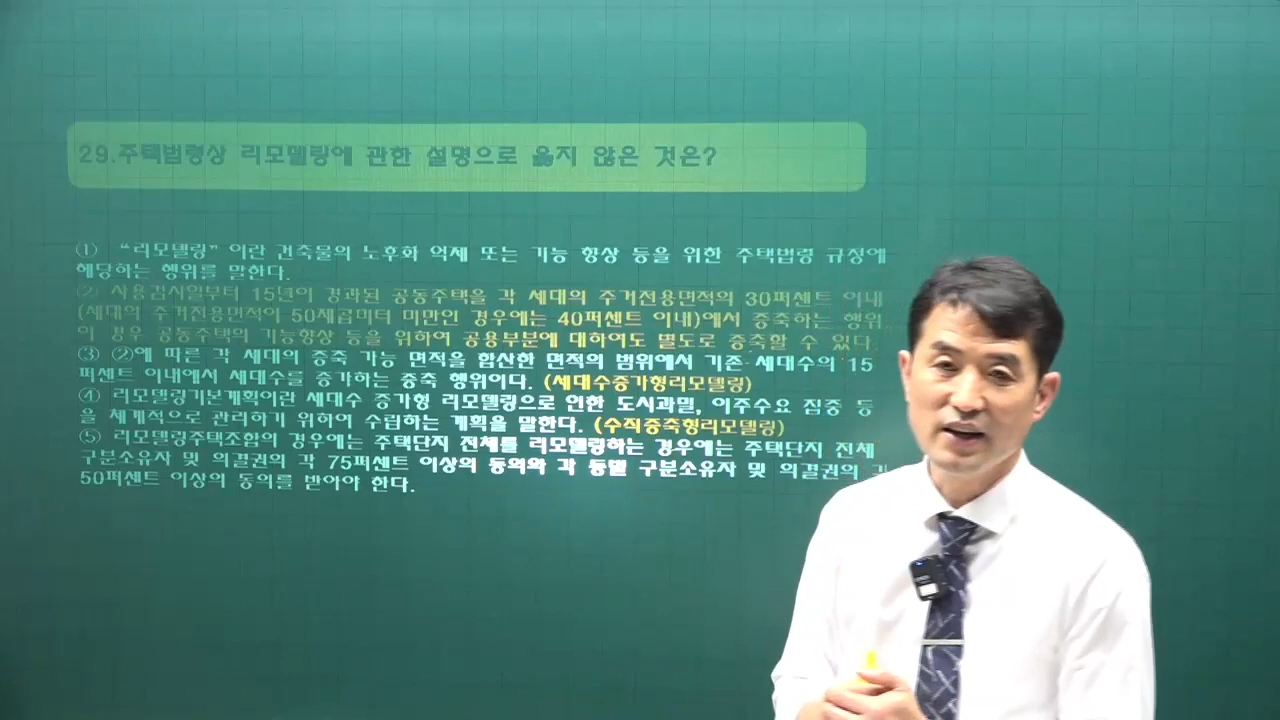 29.주택법령상 리모델링에 관한 설명으로 옳지 않은 것은?
① “리모델링” 이란 건축물의 노후화 억제 또는 기능 향상 등을 위한 주택법령 규정에
해당하는 행위를 말한다.
② 사용검사일부터 15년이 경과된 공동주택을 각 세대의 주거전용면적의 30퍼센트 이내
(세대의 주거전용면적이 50세곱미터 미만인 경우에는 40퍼센트 이내)에서 증축하는 행위.
이 경우 공동주택의 기능향상 등을 위하여 공용부분에 대하여도 별도로 증축할 수 있다.
③ ②에 따른 각 세대의 증축 가능 면적을 합산한 면적의 범위에서 기존 세대수의 15
퍼센트 이내에서 세대수를 증가하는 증축 행위이다. (세대수증가형리모델링)
④ 리모델링기본계획이란 세대수 증가형 리모델링으로 인한 도시과밀, 이주수요 집중 등
을 체계적으로 관리하기 위하여 수립하는 계획을 말한다. (수직증축형리모델링)
⑤ 리모델링주택조합의 경우에는 주택단지 전체를 리모델링하는 경우에는 주택단지 전체
구분소유자 및 의결권의 각 75퍼센트 이상의 동의와 각 동별 구분소유자 및 의결권의
50퍼센트 이상의 동의를 받아야 한다.